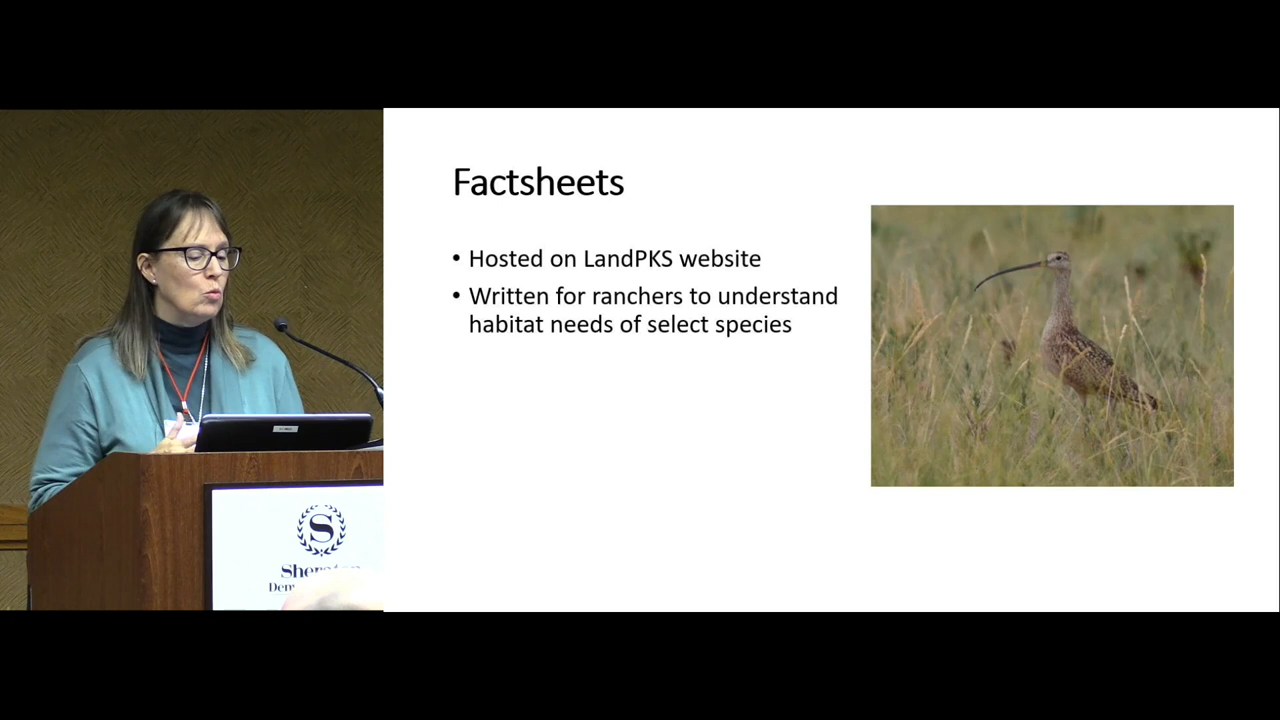 Factsheets
• Hosted on LandPKS website
• Written for ranchers to understand
habitat needs of select species
S